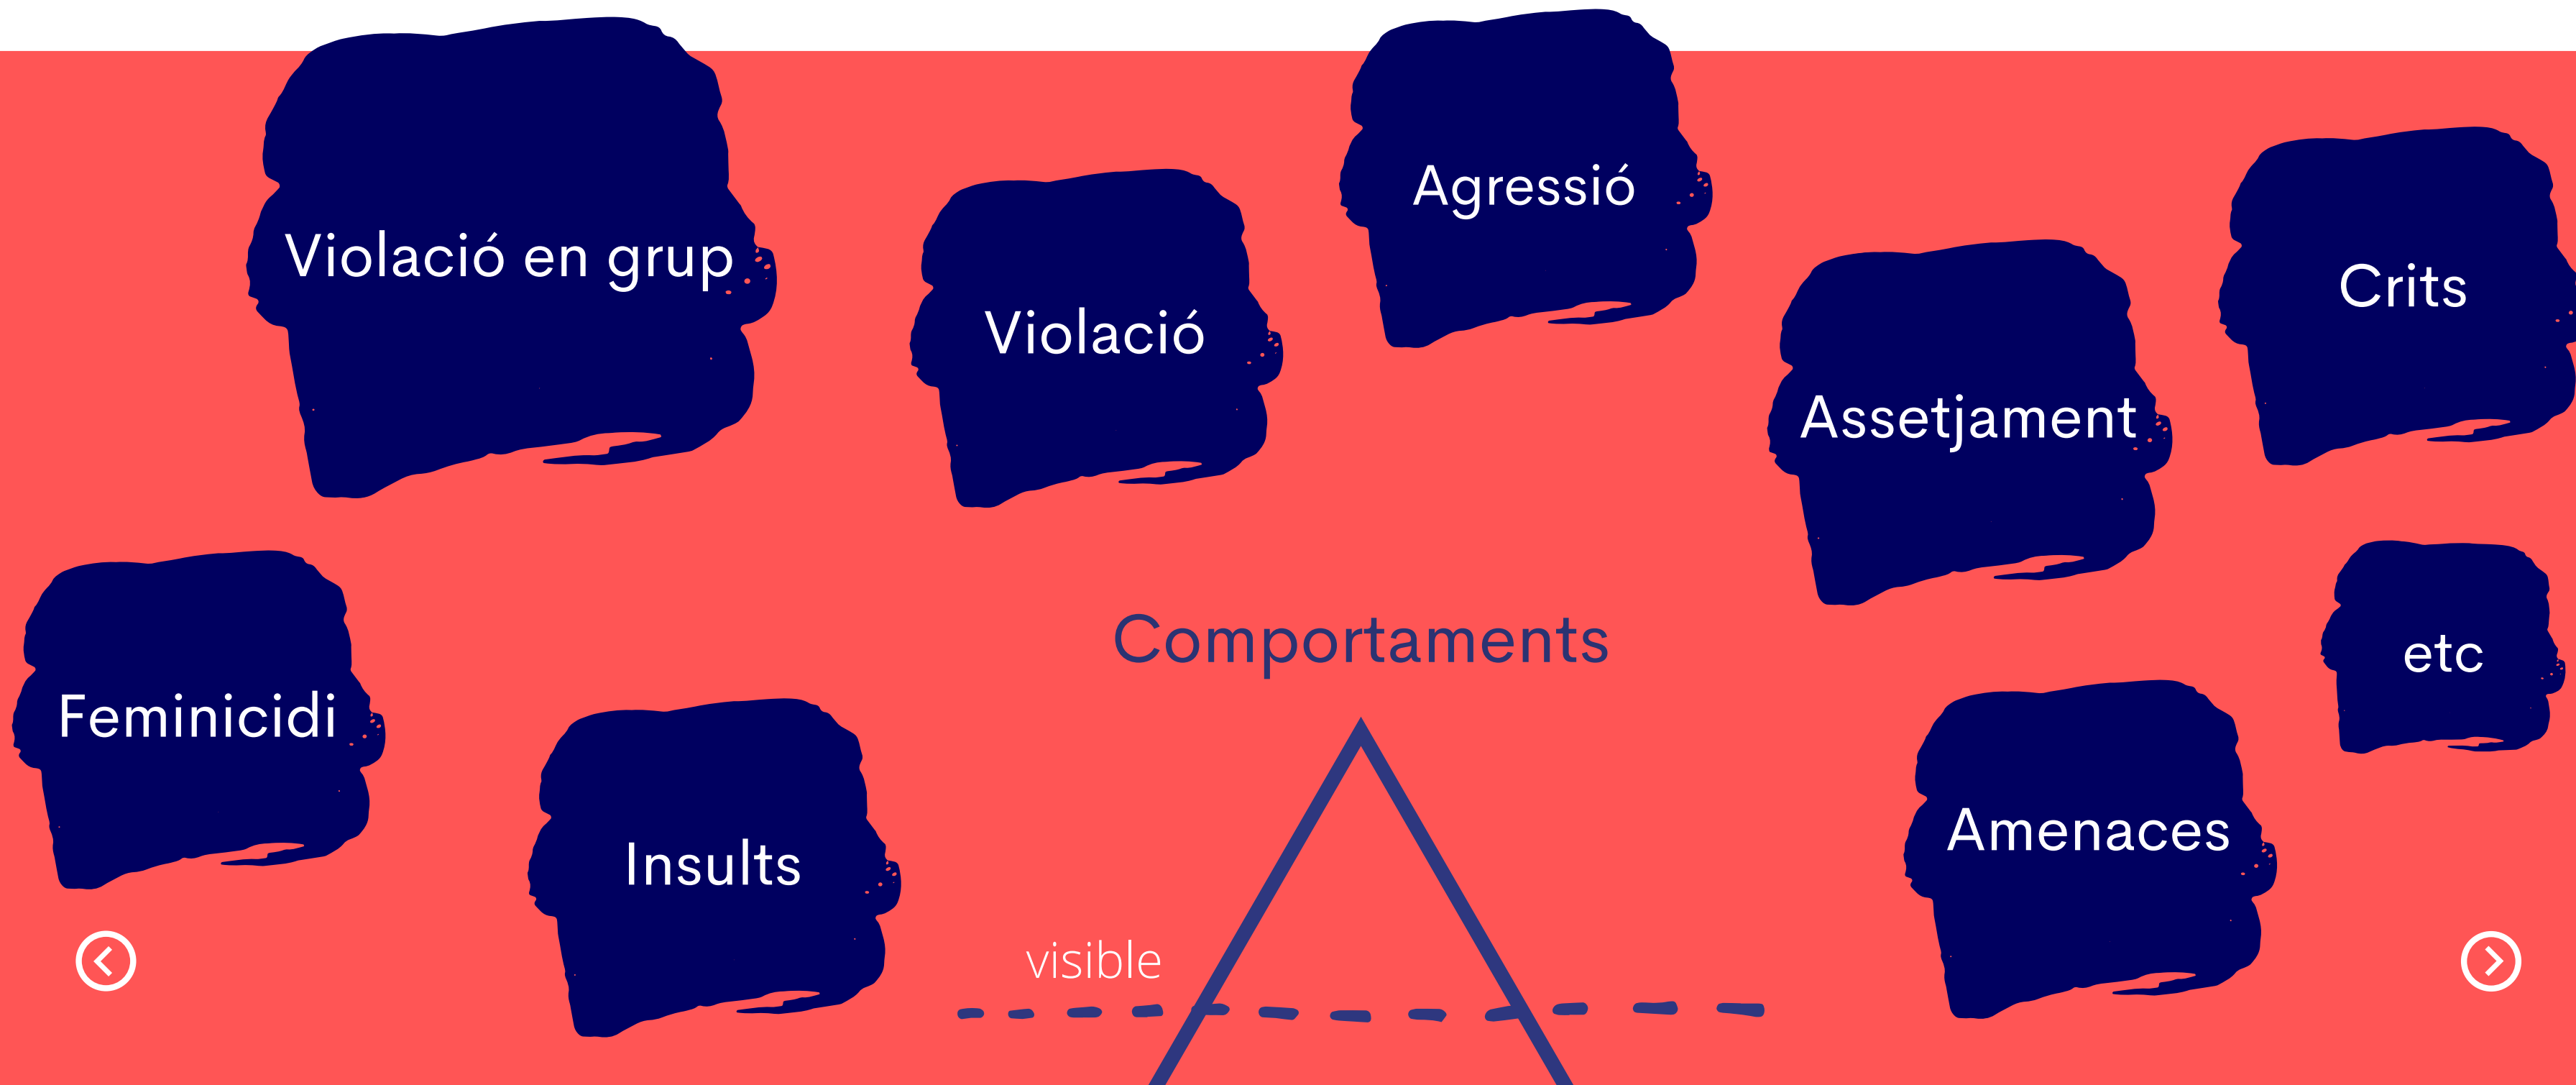 Violació en grup
Violació
Agressió
Assetjament
Crits
Feminicidi
Insults
Comportaments
etc
Amenaces
visible